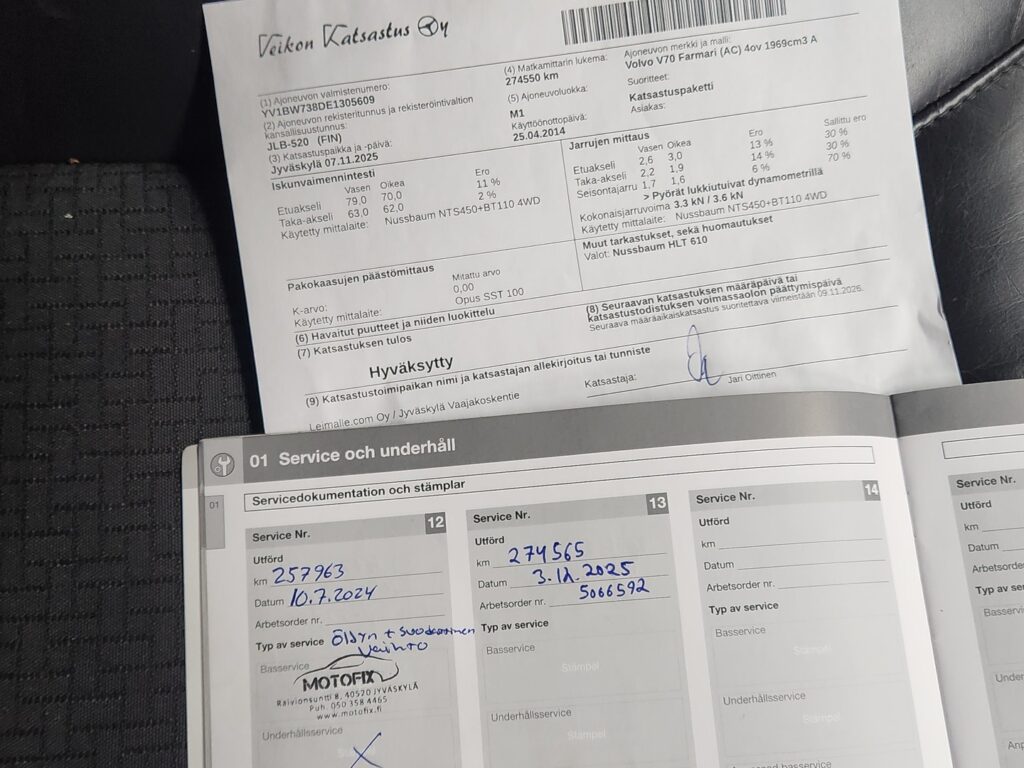 Veikon Katsastus Oy
(1) Ajoneuvon valmistenumero:
YV1BW738DE1305609
(2) Ajoneuvon rekisteritunnus ja rekisteröintivaltion
kansallisuustunnus:
JLB-520 (FIN)
(3) Katsastuspaikka ja -päivä:
Jyväskylä 07.11.2025
(4) Matkamittarin lukema:
274550 km
(5) Ajoneuvoluokka:
M1
Käyttöönottopäivä:
25.04.2014
Ajoneuvon merkki ja malli:
Volvo V70 Farmari (AC) 4ov 1969cm3 A
Suoritteet:
Katsastuspaketti
Asiakas:
Iskunvaimennintesti
Vasen Oikea Ero
Etuakseli 79,0 70,0 11 %
Taka-akseli 63,0 62,0 2 %
Käytetty mittalaite: Nussbaum NTS450+BT110 4WD
Jarrujen mittaus
Vasen Oikea Ero Sallittu ero
Etuakseli 2,6 3,0 13 % 30 %
Taka-akseli 2,2 1,9 14 % 30 %
Seisontajarru 1,7 1,6 6 % 70 %
> Pyörät lukkiutuivat dynamometrillä
Kokonaisjarruvoima 3.3 kN / 3.6 kN
Käytetty mittalaite: Nussbaum NTS450+BT110 4WD
Muut tarkastukset, sekä huomautukset
Valot: Nussbaum HLT 610
Pakokaasujen päästömittaus
Mitattu arvo
K-arvo: 0,00
Käytetty mittalaite: Opus SST 100
(6) Havaitut puutteet ja niiden luokittelu
(7) Katsastuksen tulos
Hyväksytty
(8) Seuraavan katsastuksen määräpäivä tai
katsastustodistuksen voimassaolon päättymispäivä
Seuraava määräaikaiskatsastus suoritettava viimeistään 09.11.2026.
(9) Katsastustoimipaikan nimi ja katsastajan allekirjoitus tai tunniste
Leimalle.com Oy / Jyväskylä Vaajakoskentie
Katsastaja:
Jari Oittinen
01 Service och underhåll
01
Servicedokumentation och stämplar
Service Nr. 12
Utförd
km 257963
Datum 10.7.2024
Arbetsorder nr.
Typ av service Öljyn + suodattimen
vaihto
Basservice
MOTOFIX
Raivionsuntti 8, 40570 JYVÄSKYLÄ
Puh. 050 358 4465
www.motofix.fi
Underhållsservice
X
Service Nr. 13
Utförd
km 274565
Datum 3.12.2025
Arbetsorder nr. 5066592
Typ av service
Basservice
Stämpel
Underhållsservice
Stämpel
Service Nr. 14
Utförd
km
Datum
Arbetsorder nr.
Typ av service
Basservice
Stämpel
Underhållsservice
Stämpel
Service Nr.
Utförd
km
Datum
Typ av